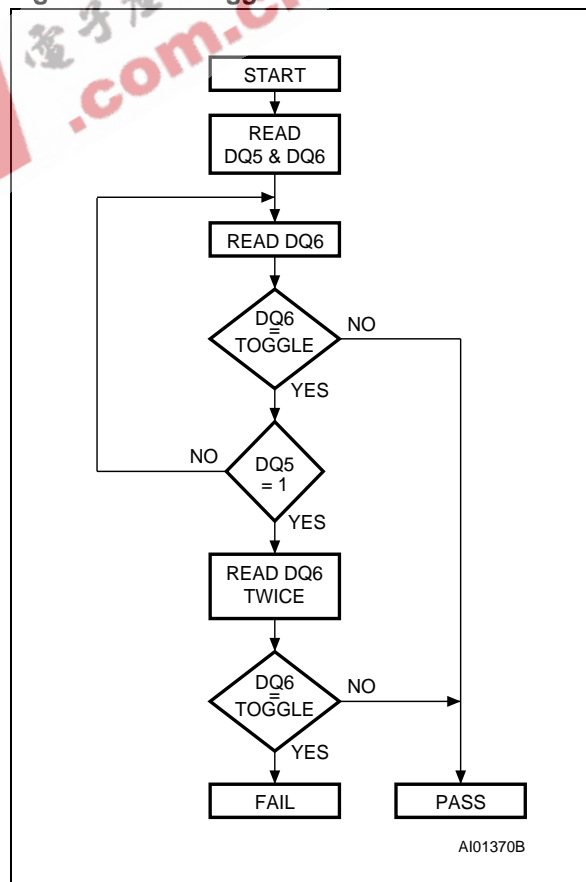 START
READ
DQ5 & DQ6
READ DQ6
DQ6
=
TOGGLE
NO
YES
NO
DQ5
= 1
YES
READ DQ6
TWICE
DQ6
=
TOGGLE
NO
YES
FAIL
PASS
AI01370B
.com.